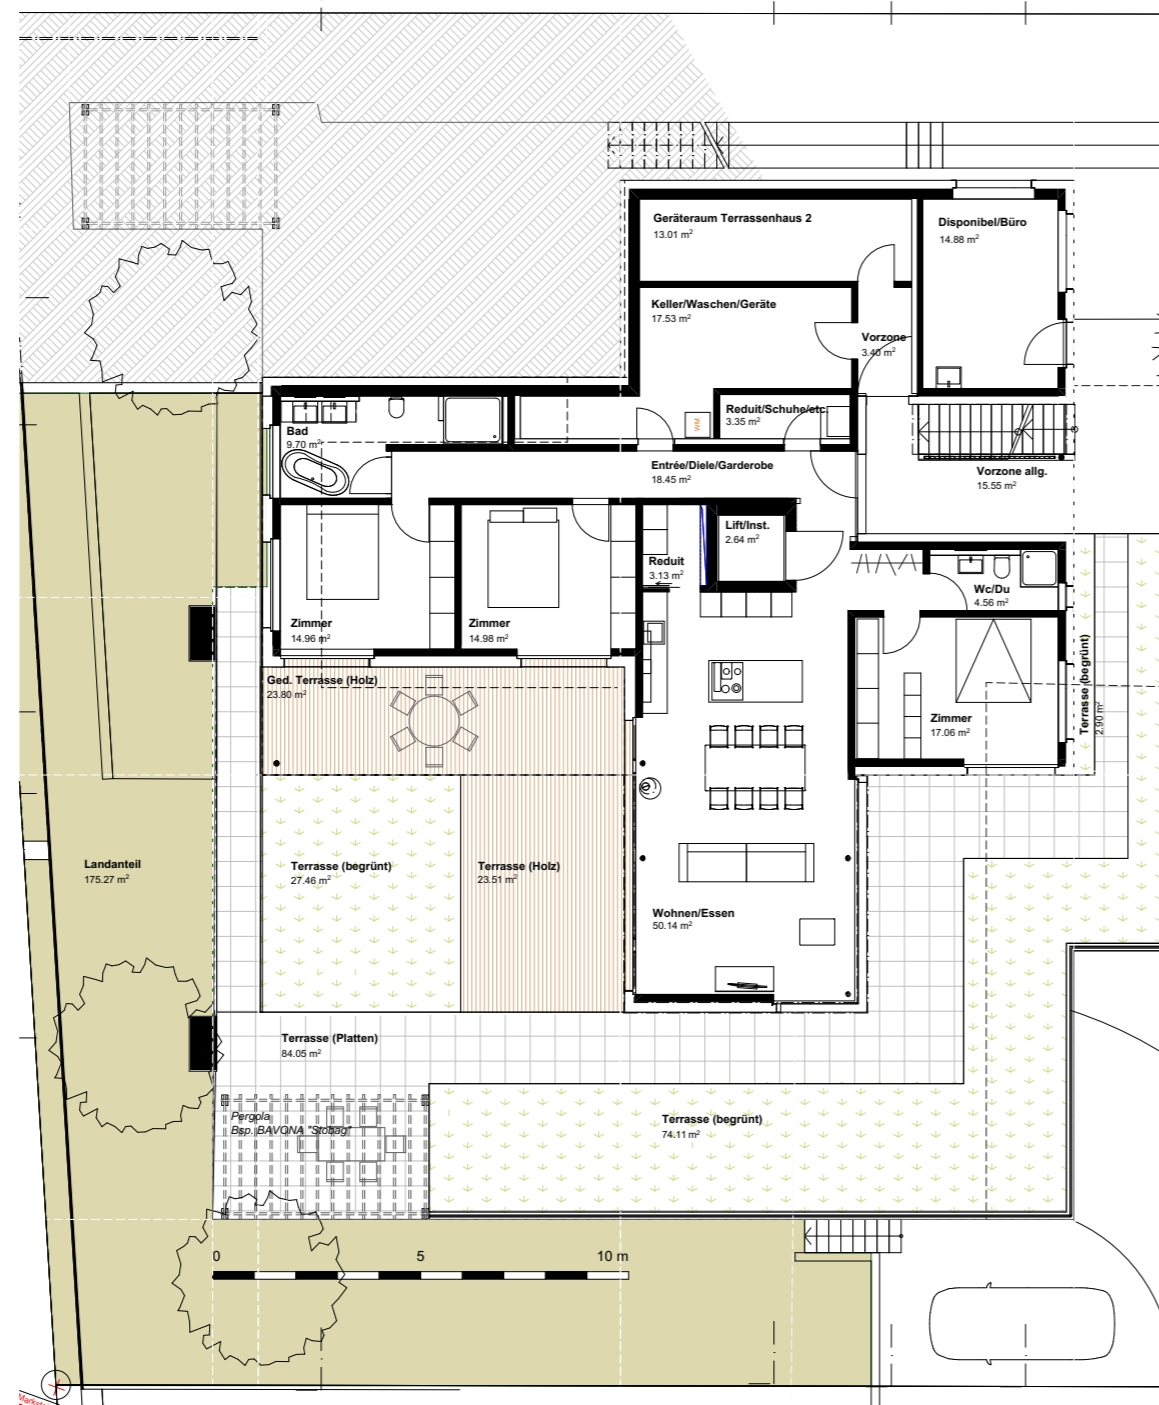 Geräteraum Terrassenhaus 2
13.01 m²
Disponibel/Büro
14.88 m²
Keller/Waschen/Geräte
17.53 m²
Vorzone
3.40 m²
Reduit/Schuhe/etc.
3.35 m²
WM
Bad
9.70 m²
Entrée/Diele/Garderobe
18.45 m²
Vorzone allg.
15.55 m²
Lift/Inst.
2.64 m²
Reduit
3.13 m²
Wc/Du
4.56 m²
Zimmer
14.96 m²
Zimmer
14.98 m²
Ged. Terrasse (Holz)
23.80 m²
Zimmer
17.06 m²
Terrasse (begrünt)
2.90 m²
Landanteil
175.27 m²
Terrasse (begrünt)
27.46 m²
Terrasse (Holz)
23.51 m²
Wohnen/Essen
50.14 m²
Terrasse (Platten)
84.05 m²
Pergola
Bsp. BAVONA "Stobag"
Terrasse (begrünt)
74.11 m²
0 5 10 m